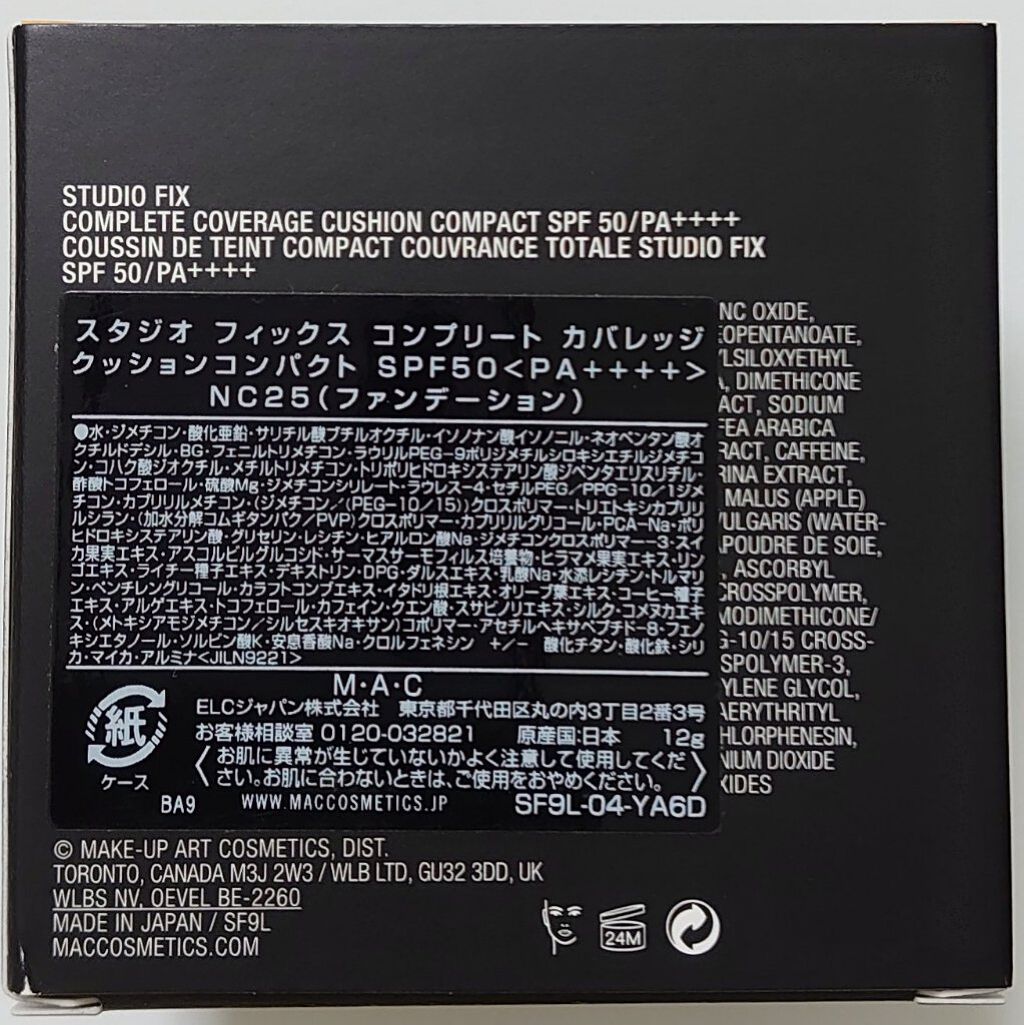 STUDIO FIX
COMPLETE COVERAGE CUSHION COMPACT SPF 50/PA++++
COUSSIN DE TEINT COMPACT COUVRANCE TOTALE STUDIO FIX
SPF 50/PA++++
スタジオ フィックス コンプリート カバレッジ
クッションコンパクト SPF50<PA++++>
NC25(ファンデーション)
●水・ジメチコン・酸化亜鉛・サリチル酸ブチルオクチル・イソノナン酸イソノニル・ネオペンタン酸オ
クチルドデシル・BG・フェニルトリメチコン・ラウリルPEG-9ポリジメチルシロキシエチルジメチコ
ン・コハク酸ジオクチル・メチルトリメチコン・トリポリヒドロキシステアリン酸ジペンタエリスリチル・
酢酸トコフェロール・硫酸Mg・ジメチコンシリレート・ラウレス-4・セチルPEG/PPG-10/1ジメ
チコン・カプリリルメチコン・(ジメチコン/(PEG-10/15))クロスポリマー・トリエトキシカプリリ
ルシラン・(加水分解コムギタンパク/PVP)クロスポリマー・カプリリルグリコール・PCA-Na・ポリ
ヒドロキシステアリン酸・グリセリン・レシチン・ヒアルロン酸Na・ジメチコンクロスポリマー-3・スイ
カ果実エキス・アスコルビルグルコシド・サーマスサーモフィルス培養物・ヒラマメ果実エキス・リン
ゴエキス・ライチー種子エキス・デキストリン・DPG・ダルスエキス・乳酸Na・水添レシチン・トルマリ
ン・ペンチレングリコール・カラフトコンブエキス・イタドリ根エキス・オリーブ葉エキス・コーヒー種子
エキス・アルゲエキス・トコフェロール・カフェイン・クエン酸・スサビノリエキス・シルク・コメヌカエキ
ス・(メトキシアモジメチコン/シルセスキオキサン)コポリマー・アセチルヘキサペプチド-8・フェノ
キシエタノール・ソルビン酸K・安息香酸Na・クロルフェネシン +/- 酸化チタン・酸化鉄・シリ
カ・マイカ・アルミナ<JILN9221>
M・A・C
ELCジャパン株式会社 東京都千代田区丸の内3丁目2番3号
お客様相談室 0120-032821 原産国:日本 12g
〈お肌に異常が生じていないかよく注意して使用してくだ
さい。お肌に合わないときは、ご使用をおやめください。〉
紙
ケース
BA9 WWW.MACCOSMETICS.JP SF9L-04-YA6D
NC OXIDE,
EOPENTANOATE,
YLSILOXYETHYL
A, DIMETHICONE
ACT, SODIUM
FEA ARABICA
RACT, CAFFEINE,
RINA EXTRACT,
MALUS (APPLE)
VULGARIS (WATER-
APOUDRE DE SOIE,
, ASCORBYL
CROSSPOLYMER,
MODIMETHICONE/
G-10/15 CROSS-
SPOLYMER-3,
YLENE GLYCOL,
AERYTHRITYL
HLORPHENESIN,
NIUM DIOXIDE
XIDES
© MAKE-UP ART COSMETICS, DIST.
TORONTO, CANADA M3J 2W3 / WLB LTD, GU32 3DD, UK
WLBS NV, OEVEL BE-2260
MADE IN JAPAN / SF9L
MACCOSMETICS.COM
24M